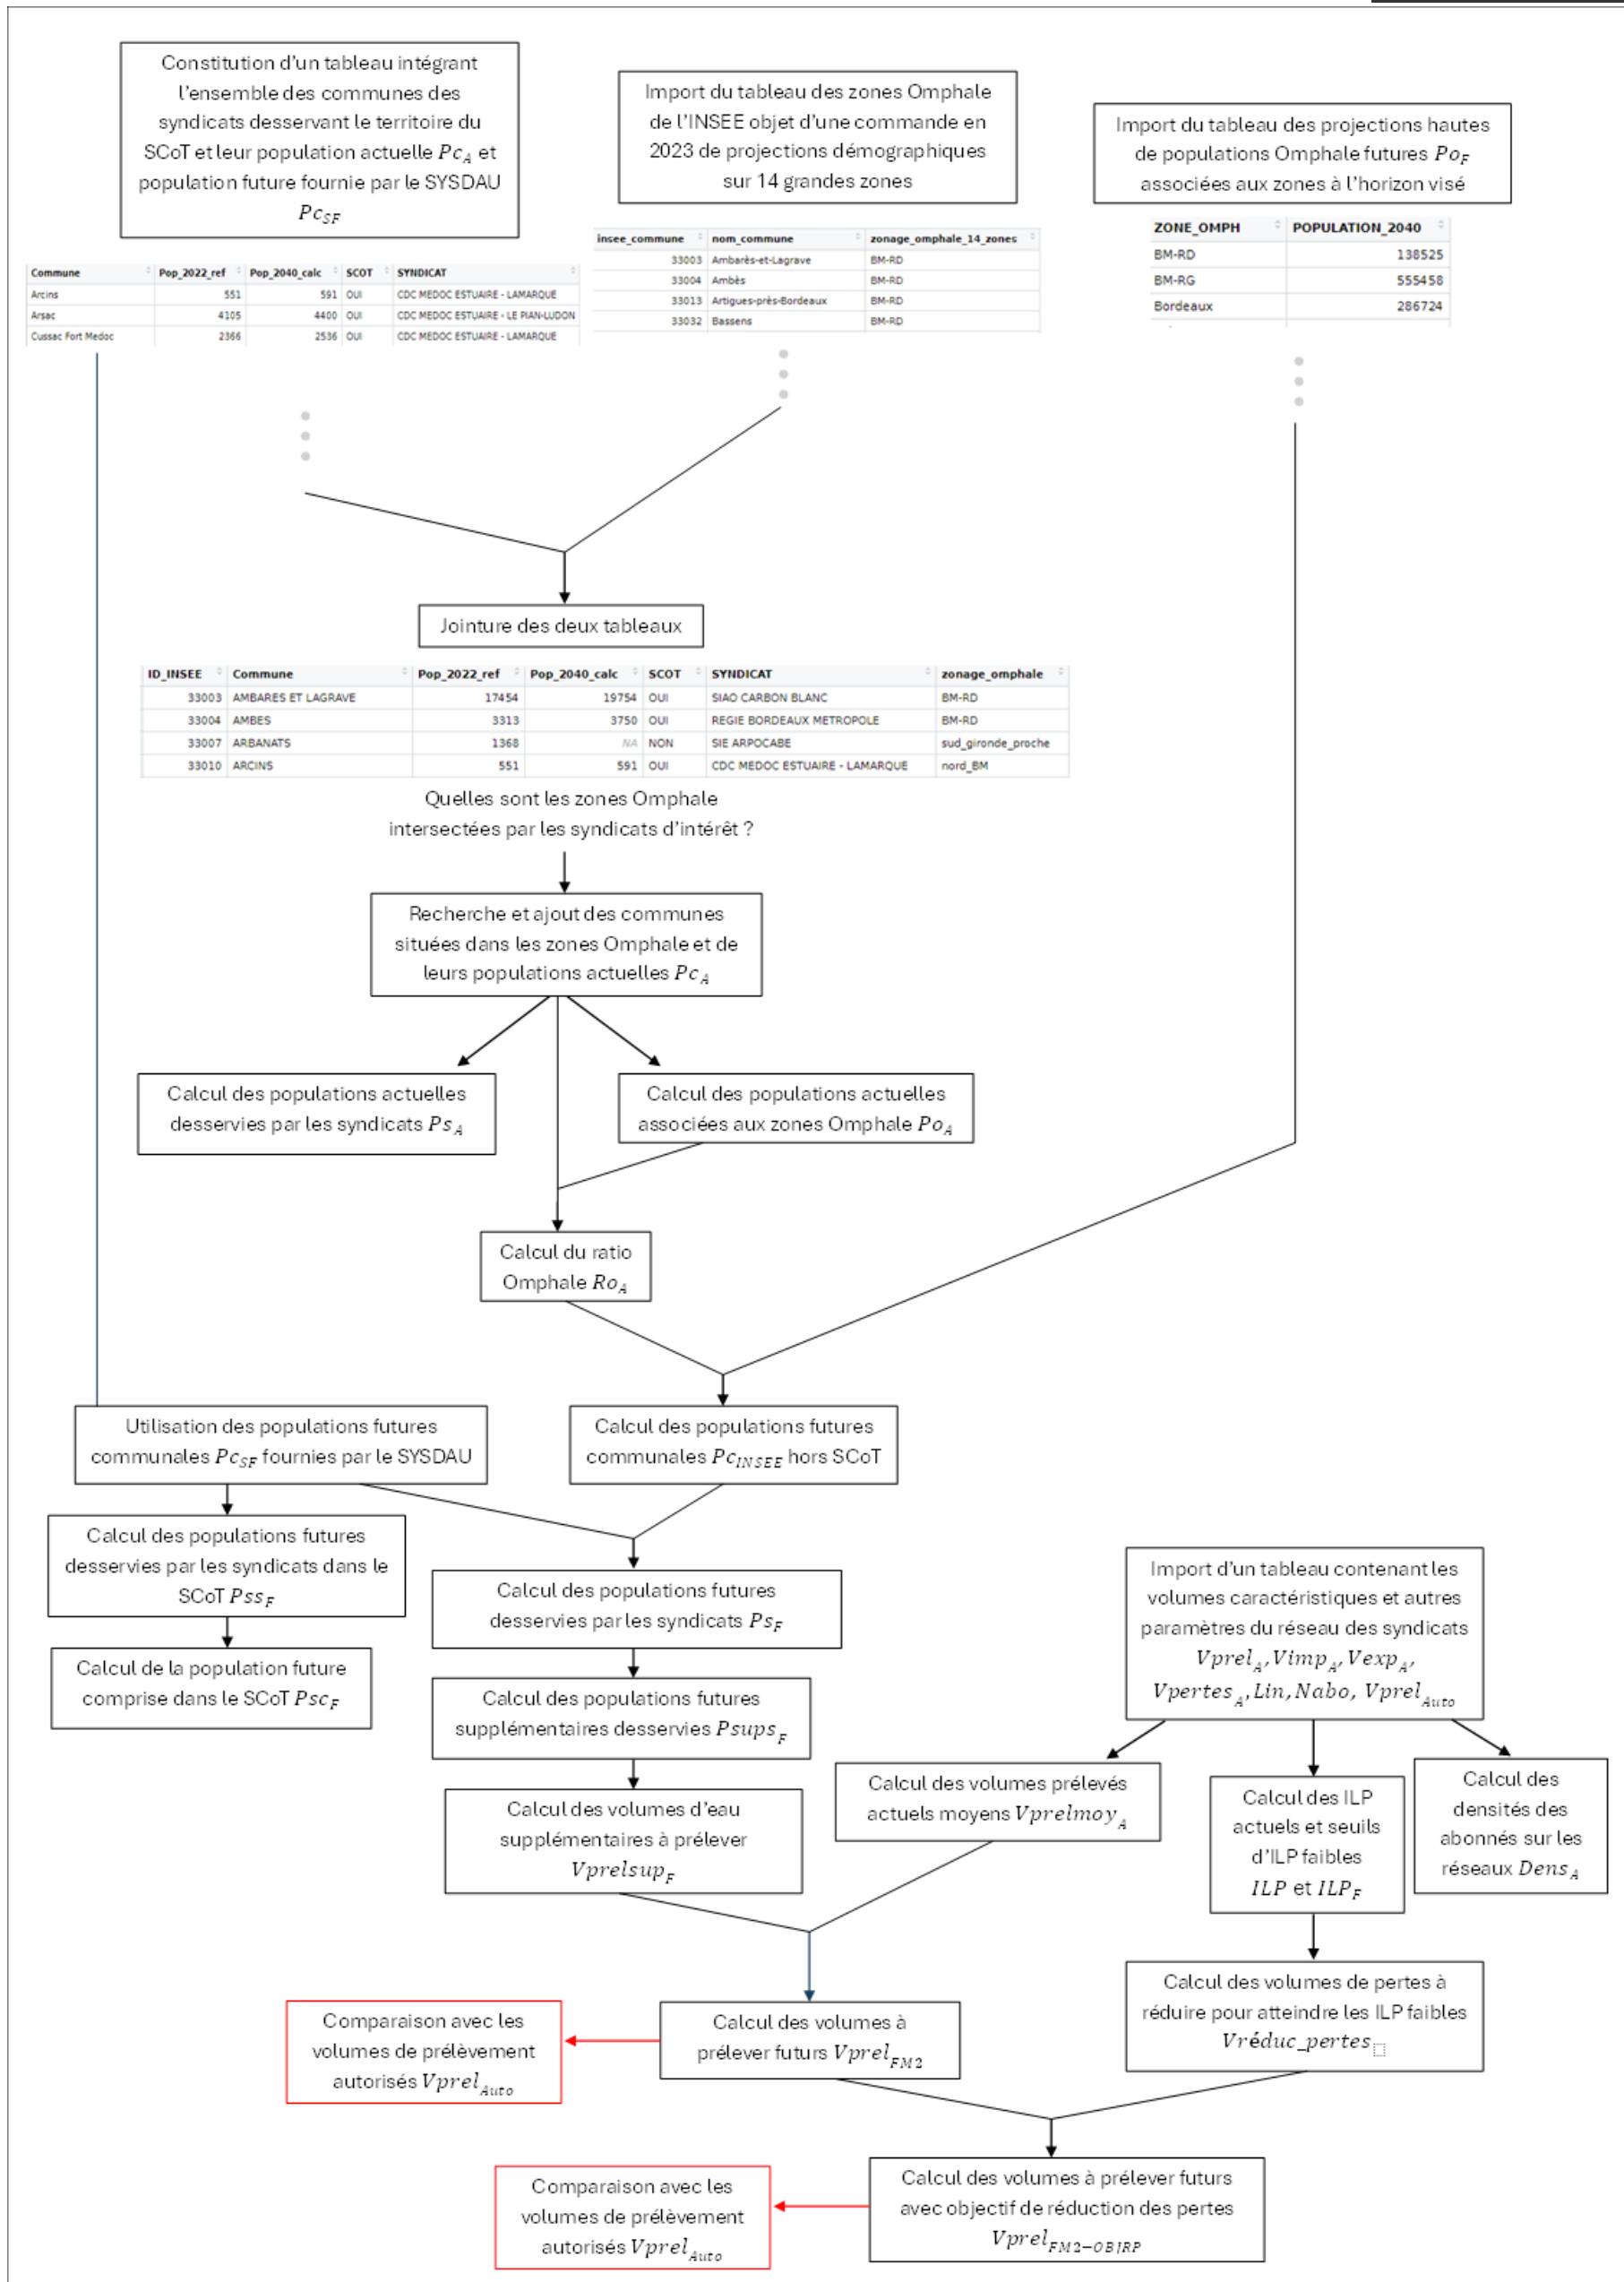 Constitution d'un tableau intégrant
l'ensemble des communes des
syndicats desservant le territoire du
SCoT et leur population actuelle Pc_A et
population future fournie par le SYSDAU
Pc_SF
Import du tableau des zones Omphale
de l'INSEE objet d'une commande en
2023 de projections démographiques
sur 14 grandes zones
Import du tableau des projections hautes
de populations Omphale futures Po_F
associées aux zones à l'horizon visé
Commune Pop_2022_ref Pop_2040_calc SCOT SYNDICAT
Arcins 551 591 OUI CDC MEDOC ESTUAIRE - LAMARQUE
Arsac 4105 4400 OUI CDC MEDOC ESTUAIRE - LE PIAN-LUDON
Cussac Fort Medoc 2366 2536 OUI CDC MEDOC ESTUAIRE - LAMARQUE
insee_commune nom_commune zonage_omphale_14_zones
33003 Ambarès-et-Lagrave BM-RD
33004 Ambès BM-RD
33013 Artigues-près-Bordeaux BM-RD
33032 Bassens BM-RD
ZONE_OMPH POPULATION_2040
BM-RD 138525
BM-RG 555458
Bordeaux 286724
Jointure des deux tableaux
ID_INSEE Commune Pop_2022_ref Pop_2040_calc SCOT SYNDICAT zonage_omphale
33003 AMBARES ET LAGRAVE 17454 19754 OUI SIAO CARBON BLANC BM-RD
33004 AMBES 3313 3750 OUI REGIE BORDEAUX METROPOLE BM-RD
33007 ARBANATS 1368 NA NON SIE ARPOCABE sud_gironde_proche
33010 ARCINS 551 591 OUI CDC MEDOC ESTUAIRE - LAMARQUE nord_BM
Quelles sont les zones Omphale
intersectées par les syndicats d'intérêt ?
Recherche et ajout des communes
situées dans les zones Omphale et de
leurs populations actuelles Pc_A
Calcul des populations actuelles
desservies par les syndicats Ps_A
Calcul des populations actuelles
associées aux zones Omphale Po_A
Calcul du ratio
Omphale Ro_A
Utilisation des populations futures
communales Pc_SF fournies par le SYSDAU
Calcul des populations futures
communales Pc_INSEE hors SCoT
Calcul des populations futures
desservies par les syndicats dans le
SCoT Pss_F
Calcul de la population future
comprise dans le SCoT Psc_F
Calcul des populations futures
desservies par les syndicats Ps_F
Calcul des populations futures
supplémentaires desservies Psups_F
Calcul des volumes d'eau
supplémentaires à prélever
Vprelsup_F
Import d'un tableau contenant les
volumes caractéristiques et autres
paramètres du réseau des syndicats
Vprel_A, Vimp_A, Vexp_A,
Vpertes_A, Lin, Nabo, Vprel_Auto
Calcul des volumes prélevés
actuels moyens Vprelmoy_A
Calcul des ILP
actuels et seuils
d'ILP faibles
ILP et ILP_F
Calcul des
densités des
abonnés sur les
réseaux Dens_A
Calcul des volumes de pertes à
réduire pour atteindre les ILP faibles
Vréduc_pertes
Calcul des volumes à
prélever futurs Vprel_FM2
Comparaison avec les
volumes de prélèvement
autorisés Vprel_Auto
Calcul des volumes à prélever futurs
avec objectif de réduction des pertes
Vprel_FM2-OBJRP
Comparaison avec les
volumes de prélèvement
autorisés Vprel_Auto